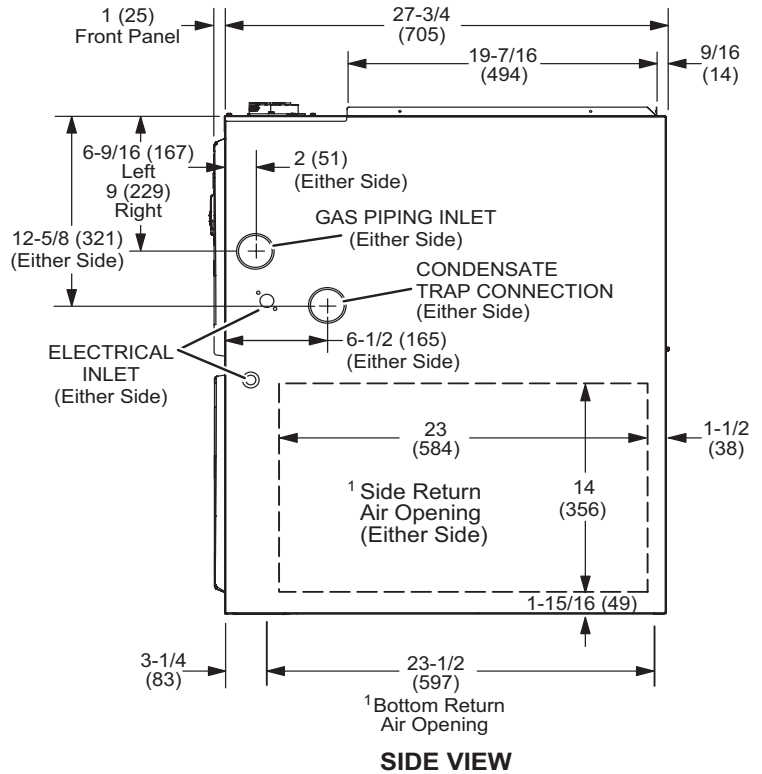 1 (25)
Front Panel
27-3/4
(705)
19-7/16
(494)
9/16
(14)
6-9/16 (167)
Left
9 (229)
Right
2 (51)
(Either Side)
12-5/8 (321)
(Either Side)
GAS PIPING INLET
(Either Side)
CONDENSATE
TRAP CONNECTION
(Either Side)
6-1/2 (165)
(Either Side)
ELECTRICAL
INLET
(Either Side)
23
(584)
1-1/2
(38)
1 Side Return
Air Opening
(Either Side)
14
(356)
1-15/16 (49)
3-1/4
(83)
23-1/2
(597)
1 Bottom Return
Air Opening
SIDE VIEW